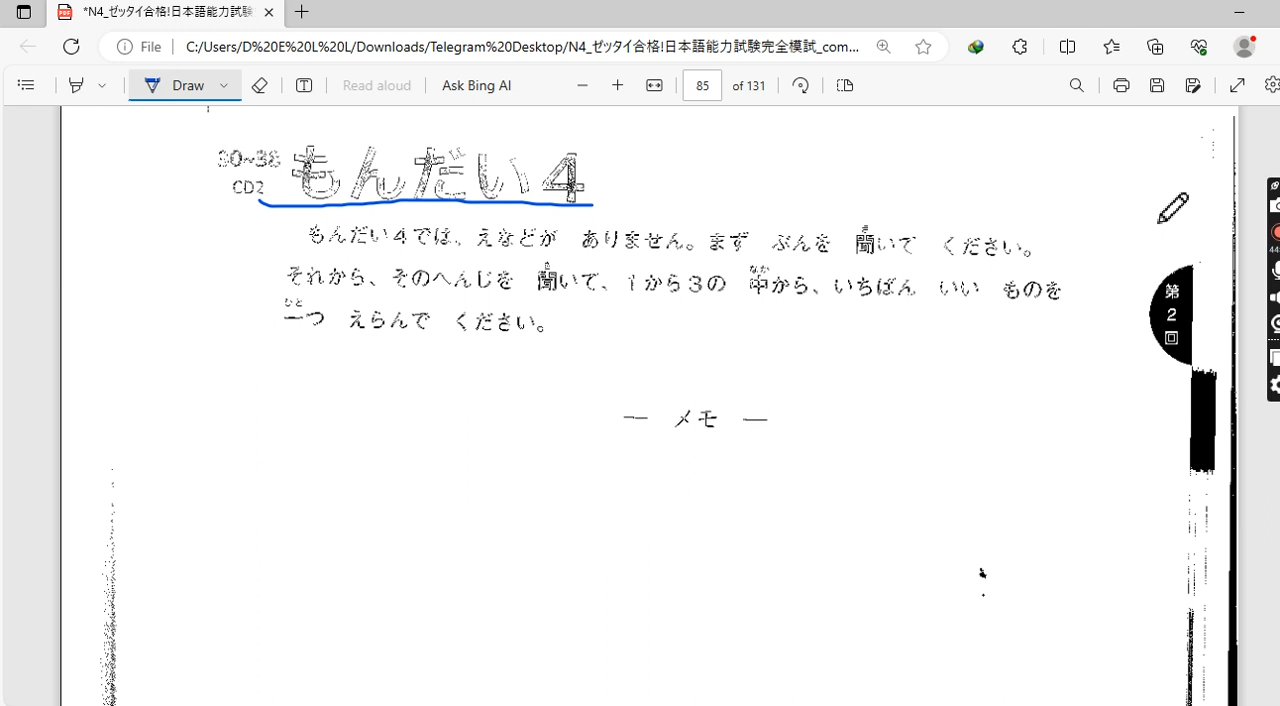 *N4_ゼッタイ合格!日本語能力試験
File C:/Users/D%20E%20L%20L/Downloads/Telegram%20Desktop/N4_ゼッタイ合格!日本語能力試験完全模試_com...
Draw Read aloud Ask Bing AI 85 of 131
30~38
CD2
もんだい4
もんだい4では、えなどが ありません。まず ぶんを 聞いて ください。
それから、そのへんじを 聞いて、1から3の 中から、いちばん いい ものを
一つ えらんで ください。
第
2
回
— メモ —